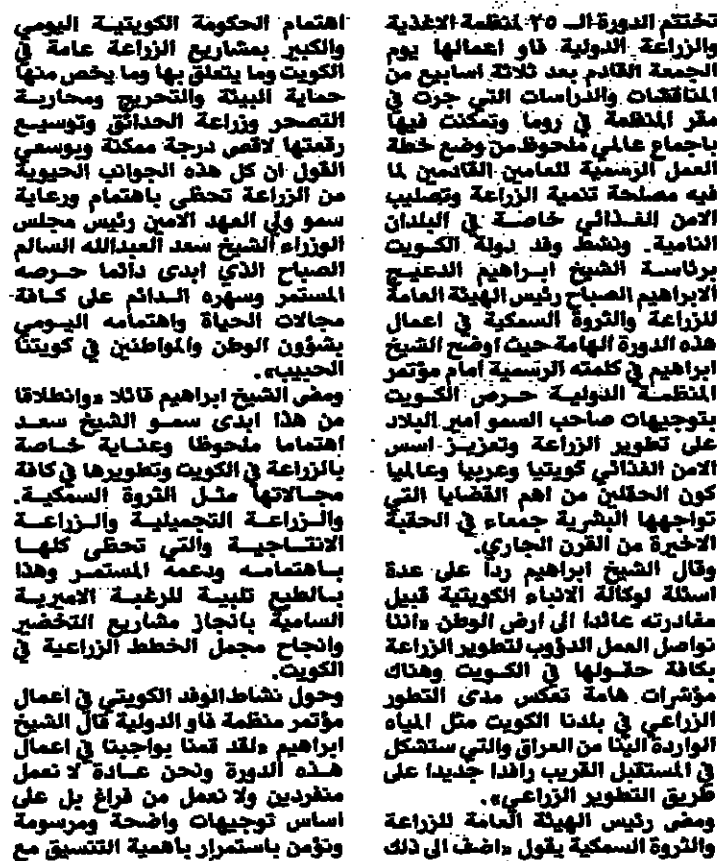 تختتم الدورة الـ ٢٥ لمنظمة الاغذية
والزراعة الدولية فاو اعمالها يوم
الجمعة القادم بعد ثلاثة اسابيع من
المناقشات والدراسات التي جرت في
مقر المنظمة في روما وتمكنت فيها
باجماع عالمي ملحوظ من وضع خطة
العمل الرسمية للعامين القادمين لما
فيه مصلحة تنمية الزراعة وتصليب
الامن الغذائي خاصة في البلدان
النامية. ونشط وفد دولة الكويت
برئاسة الشيخ ابراهيم الدعيج
الابراهيم الصباح رئيس الهيئة العامة
للزراعة والثروة السمكية في اعمال
هذه الدورة الهامة حيث اوضح الشيخ
ابراهيم في كلمته الرسمية امام مؤتمر
المنظمة الدولية حرص الكويت
بتوجيهات صاحب السمو امير البلاد
على تطوير الزراعة وتعزيز اسس
الامن الغذائي كويتيا وعربيا وعالميا
كون الحقلين من اهم القضايا التي
تواجهها البشرية جمعاء في الحقبة
الاخيرة من القرن الجاري.
وقال الشيخ ابراهيم ردا على عدة
اسئلة لوكالة الانباء الكويتية قبيل
مغادرته عائدا الى ارض الوطن «اننا
نواصل العمل الدؤوب لتطوير الزراعة
بكافة حقولها في الكويت وهناك
مؤشرات هامة تعكس مدى التطور
الزراعي في بلدنا الكويت مثل المياه
الواردة الينا من العراق والتي ستشكل
في المستقبل القريب رافدا جديدا على
طريق التطوير الزراعي».
ومضى رئيس الهيئة العامة للزراعة
والثروة السمكية يقول «اضف الى ذلك
اهتمام الحكومة الكويتية اليومي
والكبير بمشاريع الزراعة عامة في
الكويت وما يتعلق بها وما يخص منها
حماية البيئة والتحريج ومحاربة
التصحر وزراعة الحدائق وتوسيع
رقعتها لاقصى درجة ممكنة وبوسعي
القول ان كل هذه الجوانب الحيوية
من الزراعة تحظى باهتمام ورعاية
سمو ولي العهد الامين رئيس مجلس
الوزراء الشيخ سعد العبدالله السالم
الصباح الذي ابدى دائما حرصه
المستمر وسهره الدائم على كافة
مجالات الحياة واهتمامه اليومي
بشؤون الوطن والمواطنين في كويتنا
الحبيب».
ومضى الشيخ ابراهيم قائلا «وانطلاقا
من هذا ابدى سمو الشيخ سعد
اهتماما ملحوظا وعناية خاصة
بالزراعة في الكويت وتطويرها في كافة
مجالاتها مثل الثروة السمكية.
والزراعة التجميلية والزراعة
الانتاجية والتي تحظى كلها
باهتمامه ودعمه المستمر وهذا
بالطبع تلبية للرغبة الاميرية
السامية بانجاز مشاريع التخضير
وانجاح مجمل الخطط الزراعية في
الكويت.
وحول نشاط الوفد الكويتي في اعمال
مؤتمر منظمة فاو الدولية قال الشيخ
ابراهيم «لقد قمنا بواجبنا في اعمال
هذه الدورة ونحن عادة لا نعمل
منفردين ولا نعمل من فراغ بل على
اساس توجيهات واضحة ومرسومة
ونؤمن باستمرار باهمية التنسيق مع